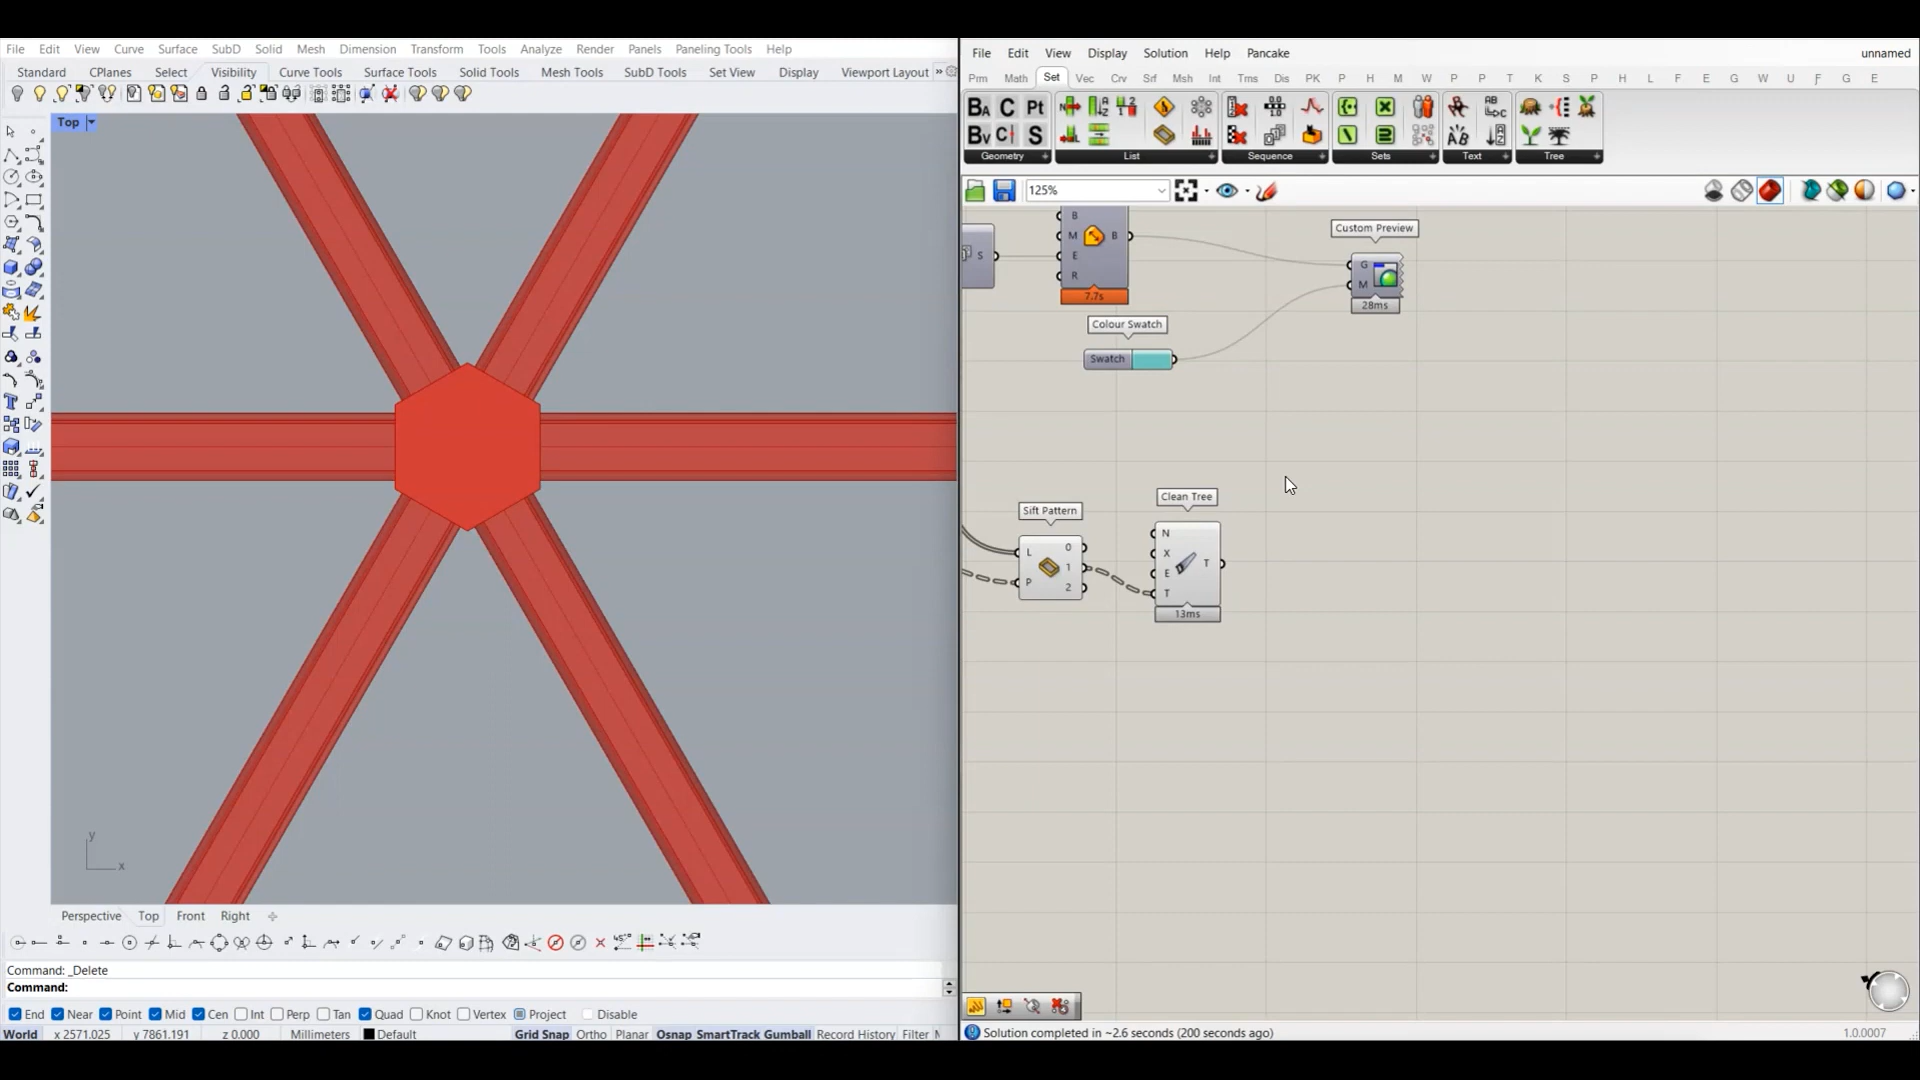 File Edit View Curve Surface SubD Solid Mesh Dimension Transform Tools Analyze Render Panels Paneling Tools Help
Standard CPlanes Select Visibility Curve Tools Surface Tools Solid Tools Mesh Tools SubD Tools Set View Display Viewport Layout »
Top
y
x
Perspective Top Front Right
Command: _Delete
Command:
End Near Point Mid Cen Int Perp Tan Quad Knot Vertex Project Disable
World x 2571.025 y 7861.191 z 0.000 Millimeters Default Grid Snap Ortho Planar Osnap SmartTrack Gumball Record History Filter
File Edit View Display Solution Help Pancake unnamed
Prm Math Set Vec Crv Srf Msh Int Trns Dis PK P H M W P P T K S P H L F E G W U F G E
Geometry List Sequence Sets Text Tree
125%
B
M B
E
R
7.7s
S
Custom Preview
G
M
28ms
Colour Swatch
Swatch
Sift Pattern
L 0
1
P 2
Clean Tree
N
X
E T
T
13ms
Solution completed in ~2.6 seconds (200 seconds ago) 1.0.0007